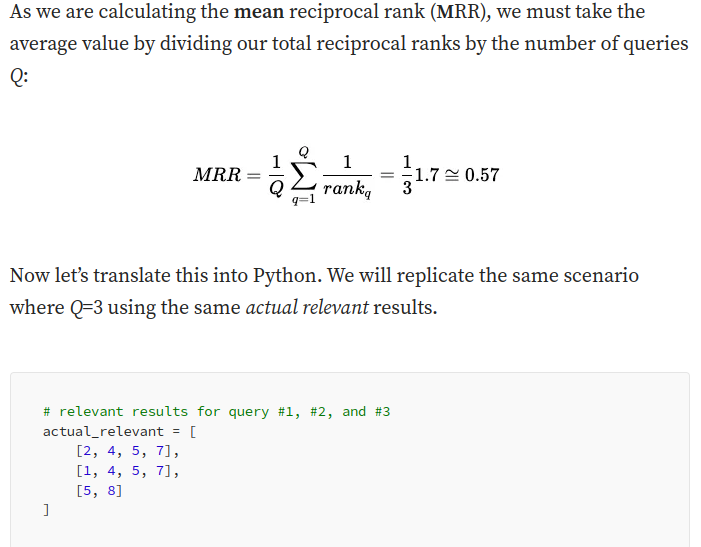 As we are calculating the mean reciprocal rank (MRR), we must take the
average value by dividing our total reciprocal ranks by the number of queries
Q:
MRR = \frac{1}{Q} \sum_{q=1}^{Q} \frac{1}{rank_q} = \frac{1}{3} 1.7 ≅ 0.57
Now let’s translate this into Python. We will replicate the same scenario
where Q=3 using the same actual relevant results.
# relevant results for query #1, #2, and #3
actual_relevant = [
    [2, 4, 5, 7],
    [1, 4, 5, 7],
    [5, 8]
]